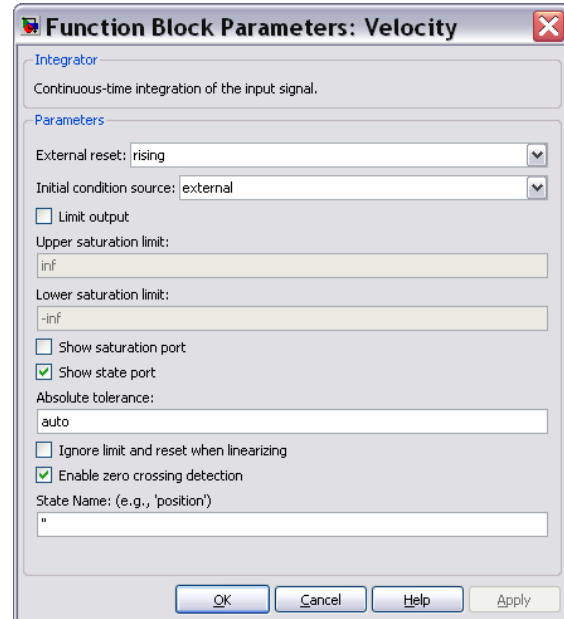 Function Block Parameters: Velocity
Integrator
Continuous-time integration of the input signal.
Parameters
External reset: rising
Initial condition source: external
Limit output
Upper saturation limit:
inf
Lower saturation limit:
-inf
Show saturation port
Show state port
Absolute tolerance:
auto
Ignore limit and reset when linearizing
Enable zero crossing detection
State Name: (e.g., 'position')
''
OK Cancel Help Apply